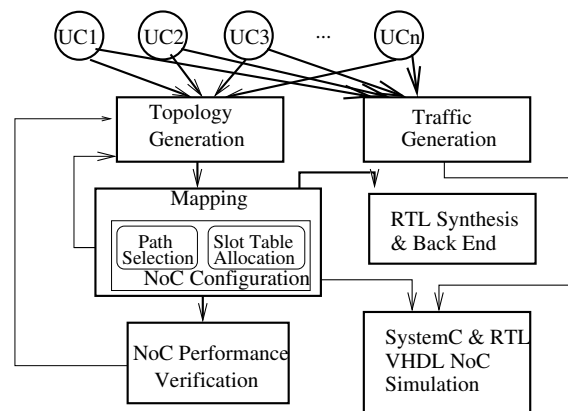 UC1 UC2 UC3 ... UCn
Topology
Generation
Traffic
Generation
Mapping
Path
Selection
Slot Table
Allocation
NoC Configuration
RTL Synthesis
& Back End
NoC Performance
Verification
SystemC & RTL
VHDL NoC
Simulation